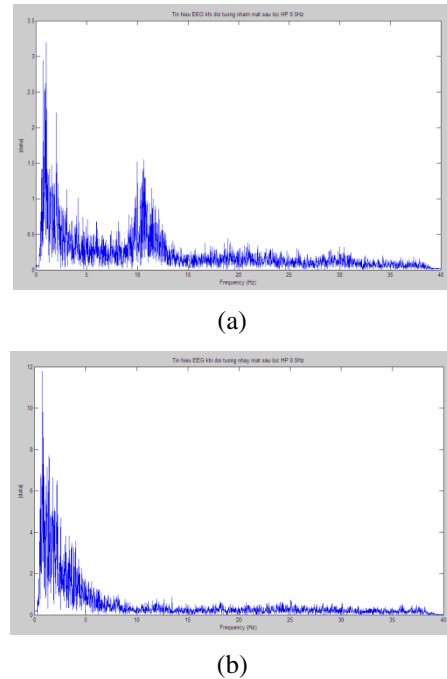 Tin hieu EEG khi doi tuong nham mat sau loc HP 0.5Hz
3.5
3
2.5
2
1.5
1
0.5
0
|data|
0 5 10 15 20 25 30 35 40
Frequency (Hz)
(a)
Tin hieu EEG khi doi tuong nhay mat sau loc HP 0.5Hz
12
10
8
6
4
2
0
|data|
0 5 10 15 20 25 30 35 40
Frequency (Hz)
(b)